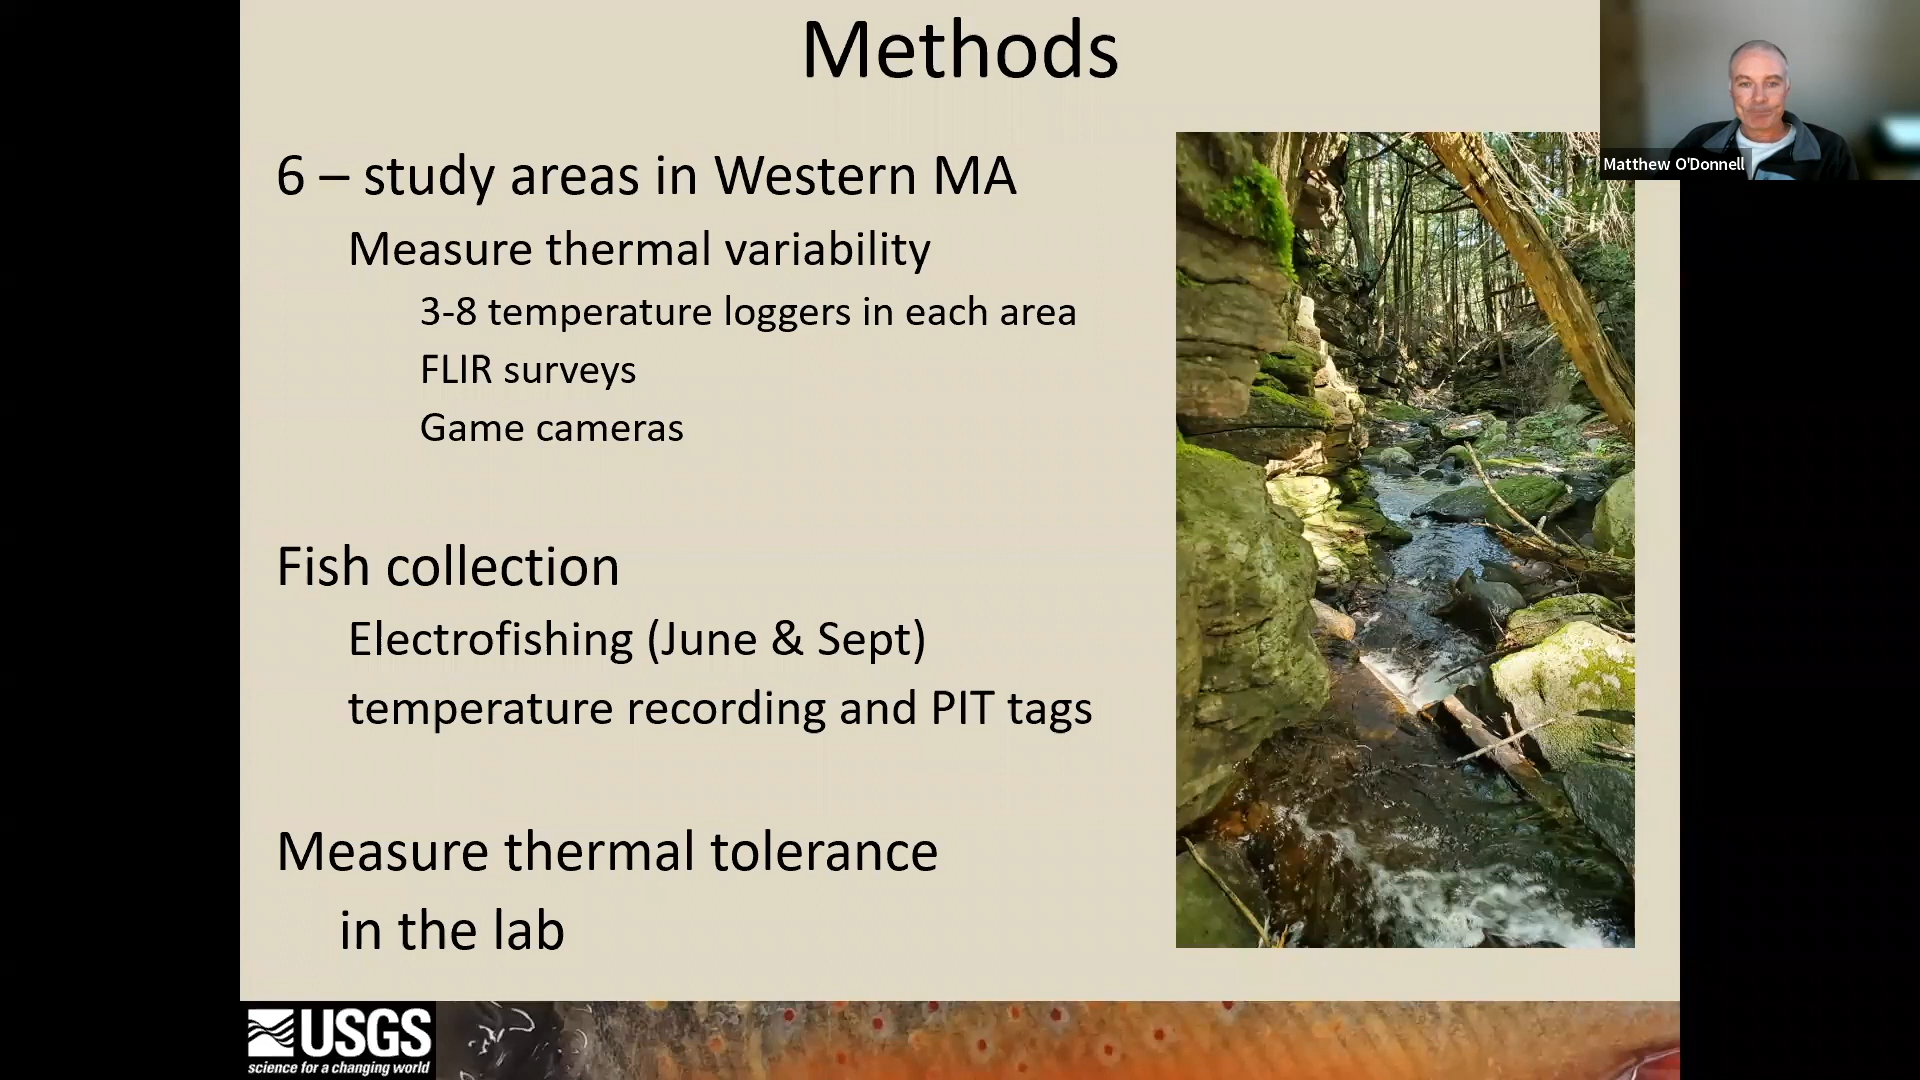 Methods
6 – study areas in Western MA
Measure thermal variability
3-8 temperature loggers in each area
FLIR surveys
Game cameras
Fish collection
Electrofishing (June & Sept)
temperature recording and PIT tags
Measure thermal tolerance
in the lab
Matthew O'Donnell
USGS
science for a changing world